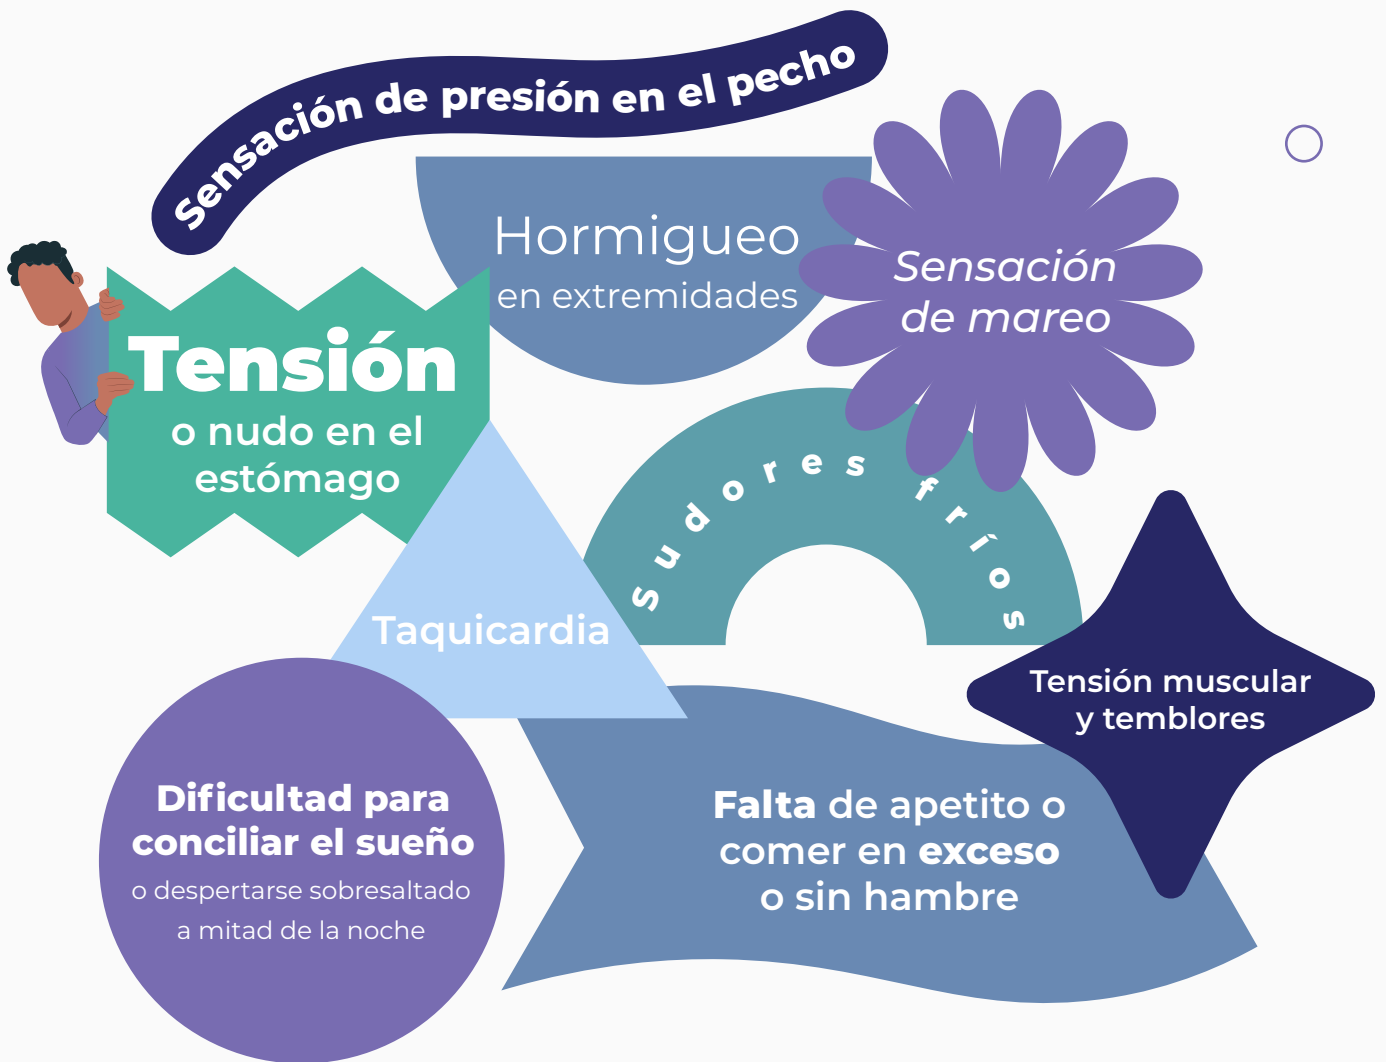 Sensación de presión en el pecho
Hormigueo
en extremidades
Sensación
de mareo
Tensión
o nudo en el
estómago
Sudores fríos
Taquicardia
Tensión muscular
y temblores
Dificultad para
conciliar el sueño
o despertarse sobresaltado
a mitad de la noche
Falta de apetito o
comer en exceso
o sin hambre